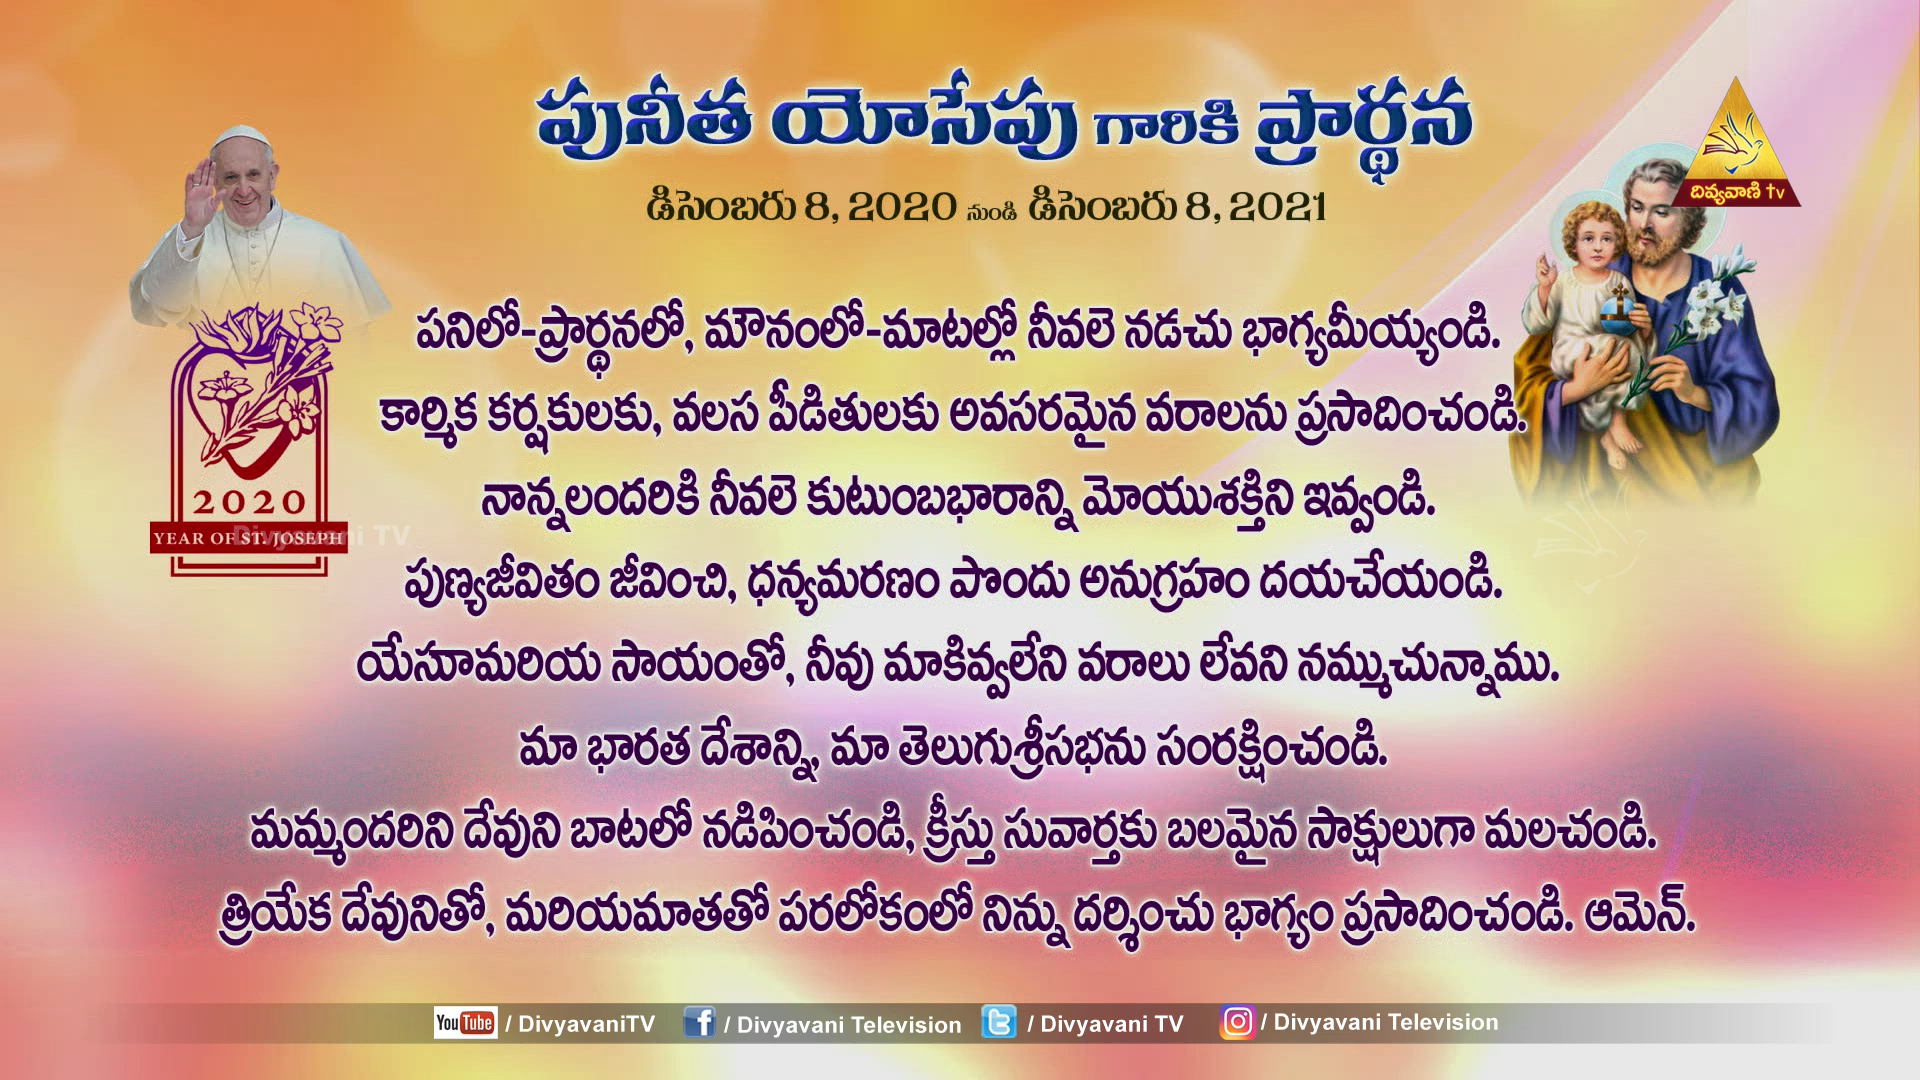 పునీత యోసేపు గారికి ప్రార్థన
దివ్యవాణి tv
డిసెంబరు 8, 2020 నుండి డిసెంబరు 8, 2021
పనిలో-ప్రార్థనలో, మౌనంలో-మాటల్లో నీవలె నడచు భాగ్యమీయ్యండి.
కార్మిక కర్షకులకు, వలస పీడితులకు అవసరమైన వరాలను ప్రసాదించండి.
నాన్నలందరికి నీవలె కుటుంబభారాన్ని మోయుశక్తిని ఇవ్వండి.
2020
Divyavani TV
YEAR OF ST. JOSEPH
పుణ్యజీవితం జీవించి, ధన్యమరణం పొందు అనుగ్రహం దయచేయండి.
యేసూమరియ సాయంతో, నీవు మాకివ్వలేని వరాలు లేవని నమ్ముచున్నాము.
మా భారత దేశాన్ని, మా తెలుగుశ్రీసభను సంరక్షించండి.
మమ్మందరిని దేవుని బాటలో నడిపించండి, క్రీస్తు సువార్తకు బలమైన సాక్షులుగా మలచండి.
త్రియేక దేవునితో, మరియమాతతో పరలోకంలో నిన్ను దర్శించు భాగ్యం ప్రసాదించండి. ఆమెన్.
YouTube / DivyavaniTV f / Divyavani Television / Divyavani TV / Divyavani Television